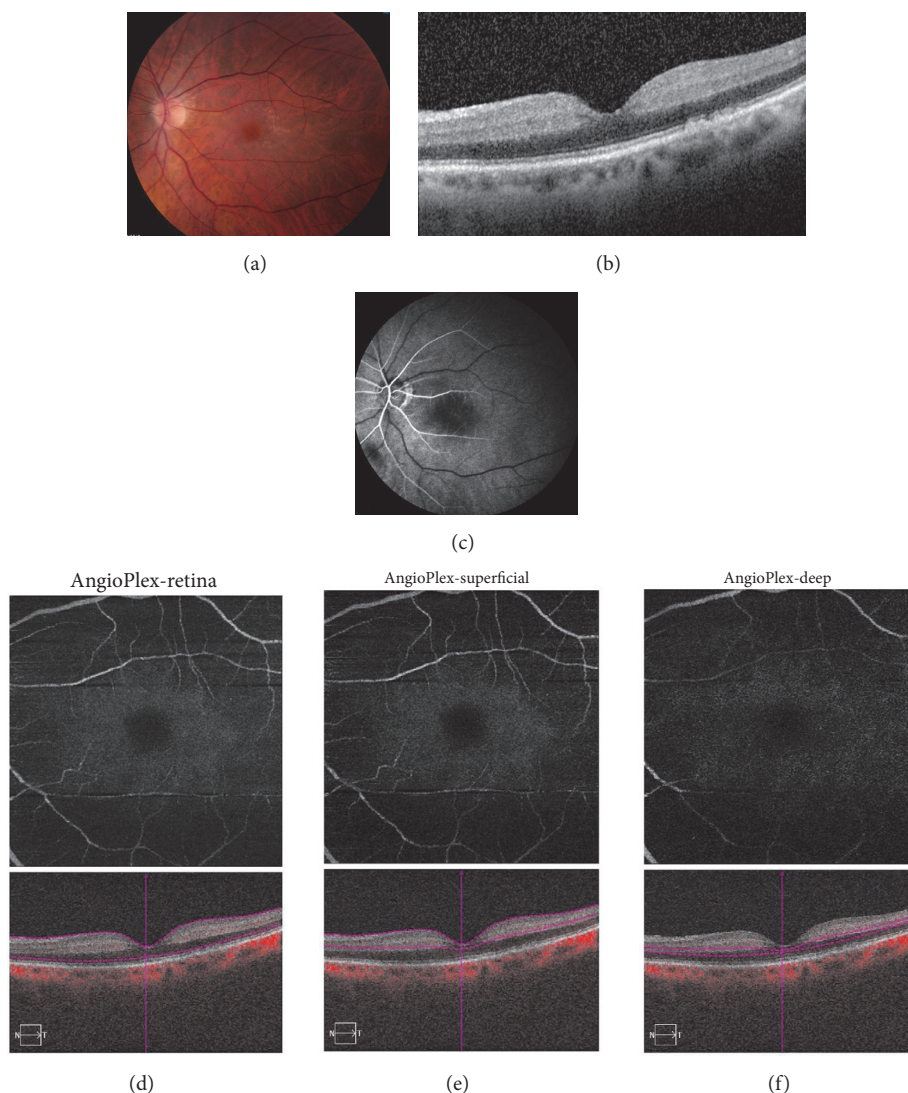 (a)
(b)
(c)
AngioPlex-retina
AngioPlex-superficial
AngioPlex-deep
N T
N T
N T
(d)
(e)
(f)